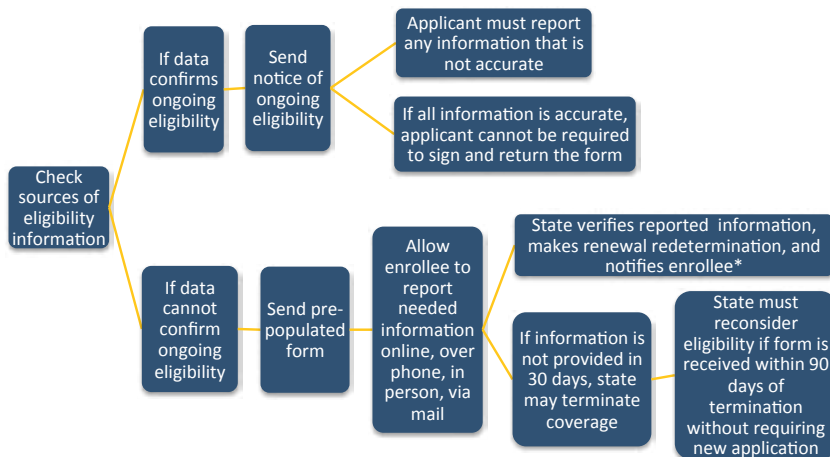 Check
sources of
eligibility
information
If data
confirms
ongoing
eligibility
Send
notice of
ongoing
eligibility
Applicant must report
any information that is
not accurate
If all information is accurate,
applicant cannot be required
to sign and return the form
If data
cannot
confirm
ongoing
eligibility
Send pre-
populated
form
Allow
enrollee to
report
needed
information
online, over
phone, in
person, via
mail
State verifies reported information,
makes renewal redetermination, and
notifies enrollee*
If information is
not provided in
30 days, state
may terminate
coverage
State must
reconsider
eligibility if form is
received within 90
days of
termination
without requiring
new application